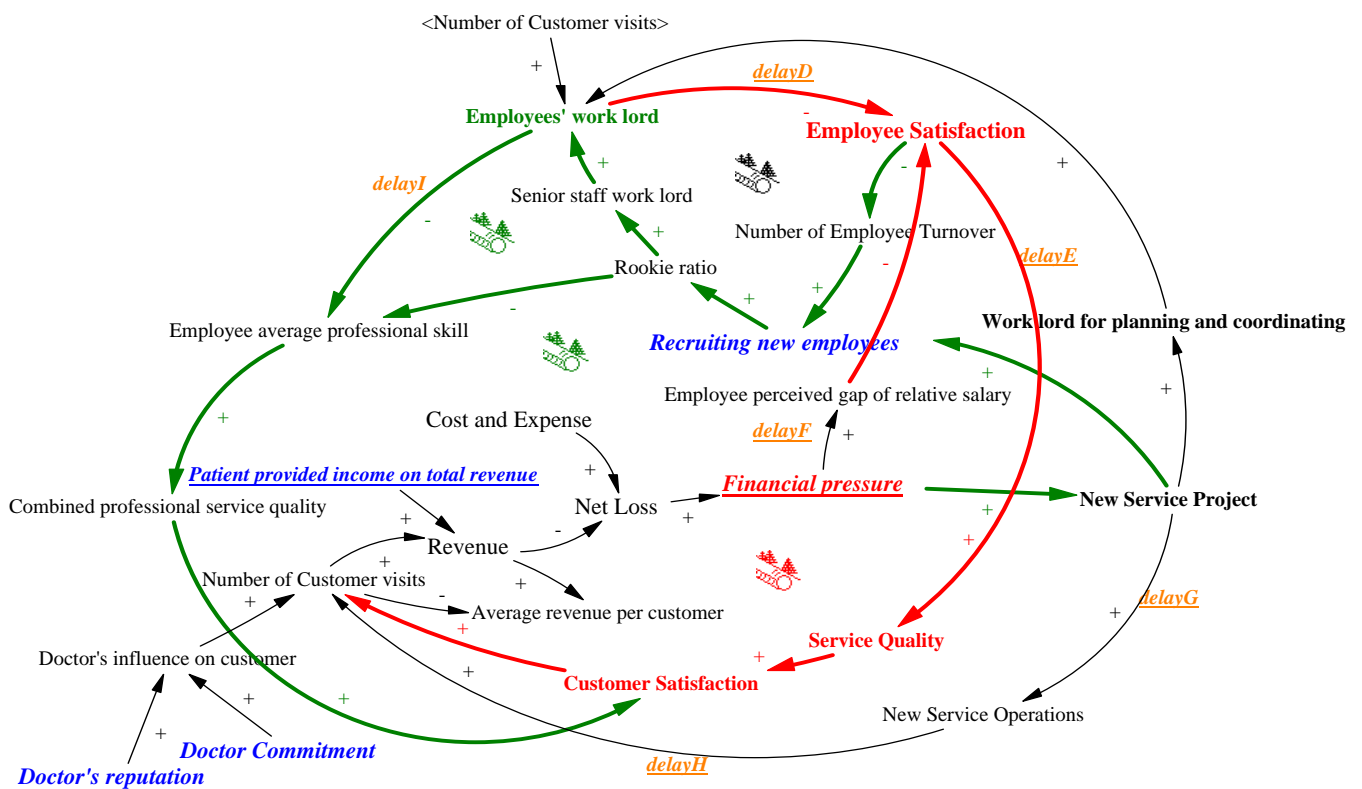 <Number of Customer visits>
+
delayD
Employees' work lord
-
Employee Satisfaction
+
+
-
delayI
Senior staff work lord
-
Number of Employee Turnover
+
delayE
-
Rookie ratio
+
+
-
Work lord for planning and coordinating
Employee average professional skill
Recruiting new employees
+
+
Employee perceived gap of relative salary
+
Cost and Expense
delayF
+
+
Patient provided income on total revenue
Financial pressure
Combined professional service quality
Net Loss
+
+
New Service Project
+
-
+
Revenue
+
Number of Customer visits
+
+
-
delayG
Average revenue per customer
+
+
Service Quality
Doctor's influence on customer
+
+
Customer Satisfaction
+
+
New Service Operations
+
Doctor Commitment
delayH
Doctor's reputation